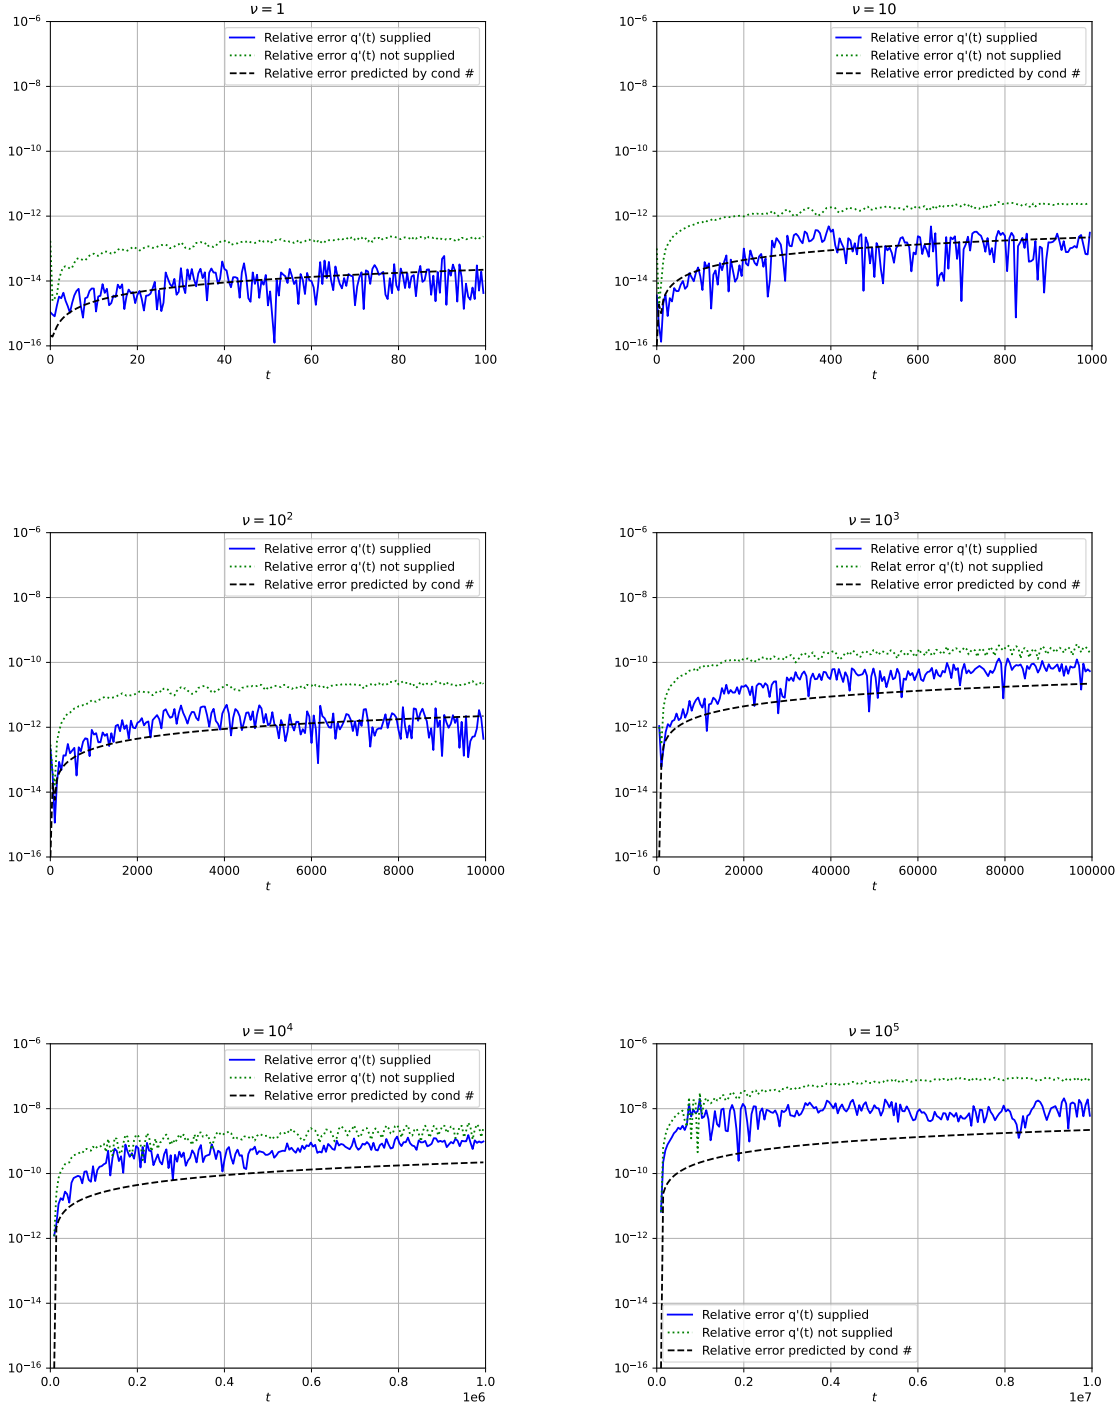 ν = 1
10⁻⁶
10⁻⁸
10⁻¹⁰
10⁻¹²
10⁻¹⁴
10⁻¹⁶
Relative error q'(t) supplied
Relative error q'(t) not supplied
Relative error predicted by cond #
0 20 40 60 80 100
t
ν = 10
10⁻⁶
10⁻⁸
10⁻¹⁰
10⁻¹²
10⁻¹⁴
10⁻¹⁶
Relative error q'(t) supplied
Relative error q'(t) not supplied
Relative error predicted by cond #
0 200 400 600 800 1000
t
ν = 10²
10⁻⁶
10⁻⁸
10⁻¹⁰
10⁻¹²
10⁻¹⁴
10⁻¹⁶
Relative error q'(t) supplied
Relative error q'(t) not supplied
Relative error predicted by cond #
0 2000 4000 6000 8000 10000
t
ν = 10³
10⁻⁶
10⁻⁸
10⁻¹⁰
10⁻¹²
10⁻¹⁴
10⁻¹⁶
Relative error q'(t) supplied
Relat error q'(t) not supplied
Relative error predicted by cond #
0 20000 40000 60000 80000 100000
t
ν = 10⁴
10⁻⁶
10⁻⁸
10⁻¹⁰
10⁻¹²
10⁻¹⁴
10⁻¹⁶
Relative error q'(t) supplied
Relative error q'(t) not supplied
Relative error predicted by cond #
0.0 0.2 0.4 0.6 0.8 1.0
t
1e6
ν = 10⁵
10⁻⁶
10⁻⁸
10⁻¹⁰
10⁻¹²
10⁻¹⁴
10⁻¹⁶
Relative error q'(t) supplied
Relative error q'(t) not supplied
Relative error predicted by cond #
0.0 0.2 0.4 0.6 0.8 1.0
t
1e7